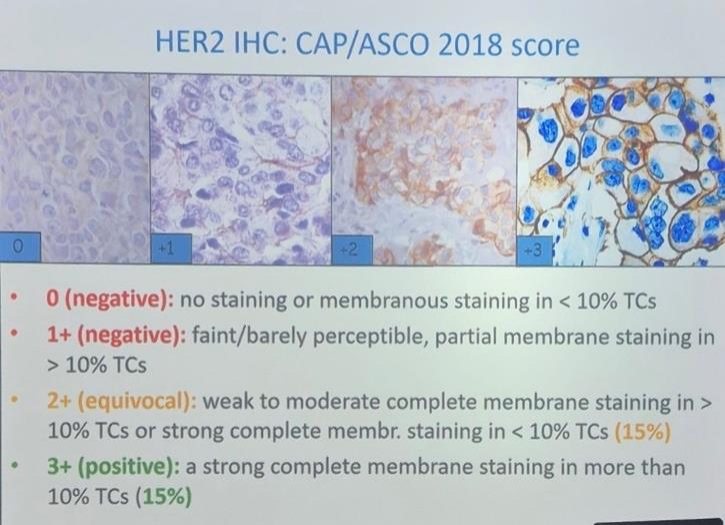 HER2 IHC: CAP/ASCO 2018 score
0
+1
+2
+3
• 0 (negative): no staining or membranous staining in < 10% TCs
• 1+ (negative): faint/barely perceptible, partial membrane staining in
> 10% TCs
• 2+ (equivocal): weak to moderate complete membrane staining in >
10% TCs or strong complete membr. staining in < 10% TCs (15%)
• 3+ (positive): a strong complete membrane staining in more than
10% TCs (15%)